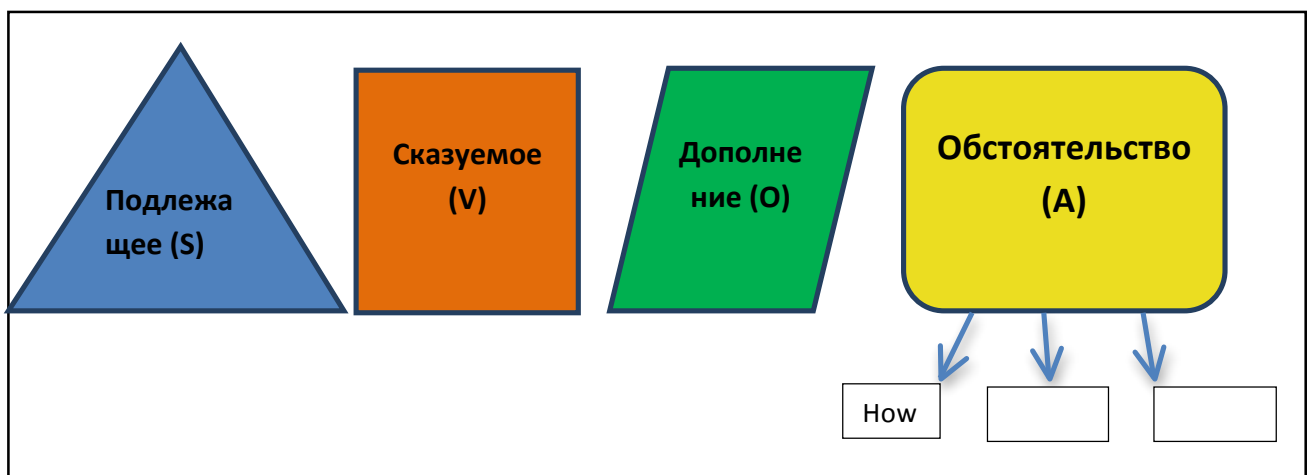 Подлежа
щее (S)
Сказуемое
(V)
Дополне
ние (O)
Обстоятельство
(A)
How